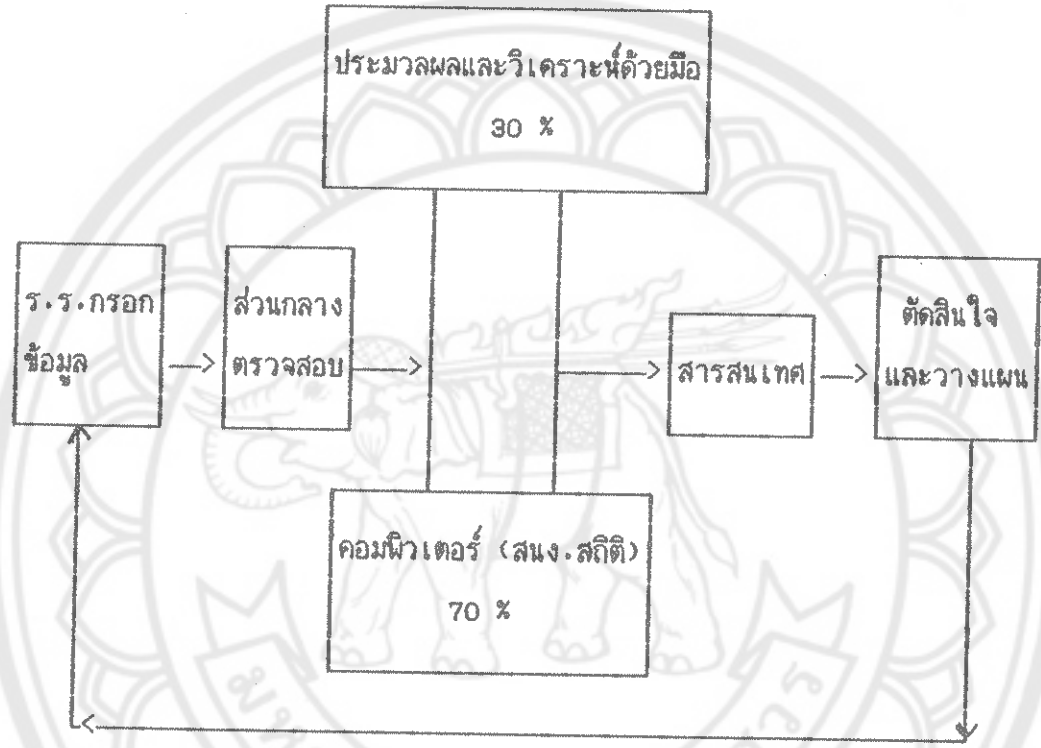 ประมวลผลและวิเคราะห์ด้วยมือ
30 %
ร.ร.กรอก
ข้อมูล
ส่วนกลาง
ตรวจสอบ
สารสนเทศ
ตัดสินใจ
และวางแผน
คอมพิวเตอร์ (สนง.สถิติ)
70 %